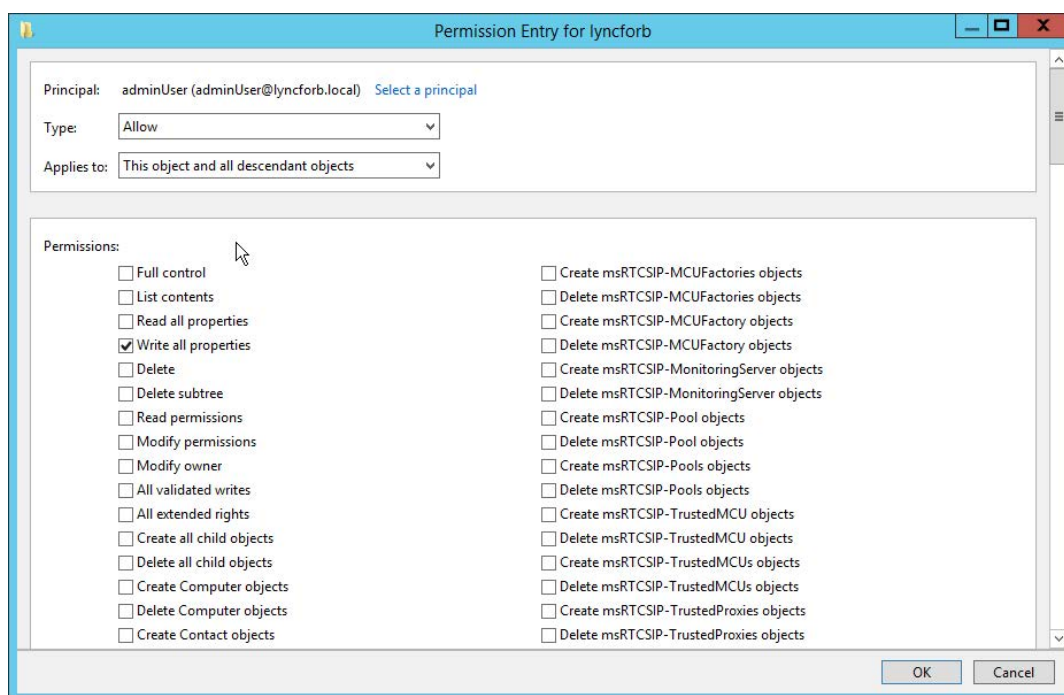 Permission Entry for lyncforb
Principal: adminUser (adminUser@lyncforb.local) Select a principal
Type: Allow
Applies to: This object and all descendant objects
Permissions:
Full control
List contents
Read all properties
Write all properties
Delete
Delete subtree
Read permissions
Modify permissions
Modify owner
All validated writes
All extended rights
Create all child objects
Delete all child objects
Create Computer objects
Delete Computer objects
Create Contact objects
Create msRTCSIP-MCUFactories objects
Delete msRTCSIP-MCUFactories objects
Create msRTCSIP-MCUFactory objects
Delete msRTCSIP-MCUFactory objects
Create msRTCSIP-MonitoringServer objects
Delete msRTCSIP-MonitoringServer objects
Create msRTCSIP-Pool objects
Delete msRTCSIP-Pool objects
Create msRTCSIP-Pools objects
Delete msRTCSIP-Pools objects
Create msRTCSIP-TrustedMCU objects
Delete msRTCSIP-TrustedMCU objects
Create msRTCSIP-TrustedMCUs objects
Delete msRTCSIP-TrustedMCUs objects
Create msRTCSIP-TrustedProxies objects
Delete msRTCSIP-TrustedProxies objects
OK Cancel